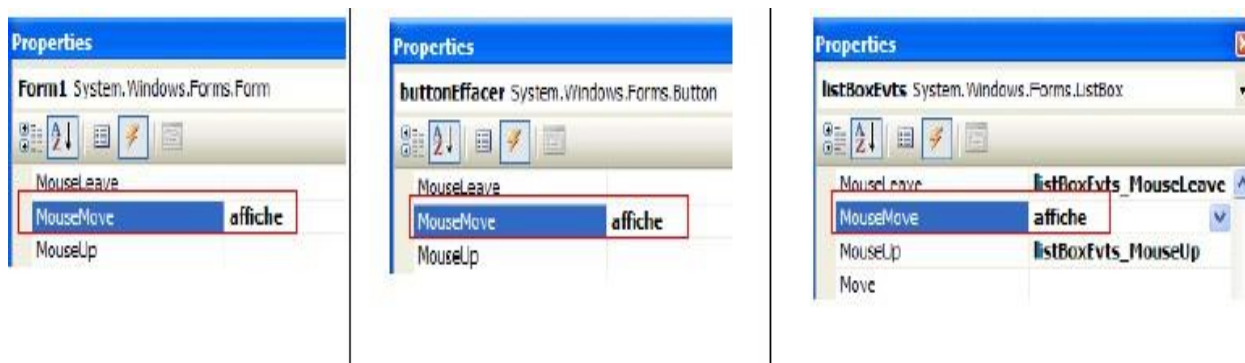 Properties
Form1 System.Windows.Forms.Form
MouseLeave
MouseMove affiche
MouseUp
Properties
buttonEffacer System.Windows.Forms.Button
MouseLeave
MouseMove affiche
MouseUp
Properties
listBoxEvts System.Windows.Forms.ListBox
MouseLeave listBoxEvts_MouseLeave
MouseMove affiche
MouseUp listBoxEvts_MouseUp
Move